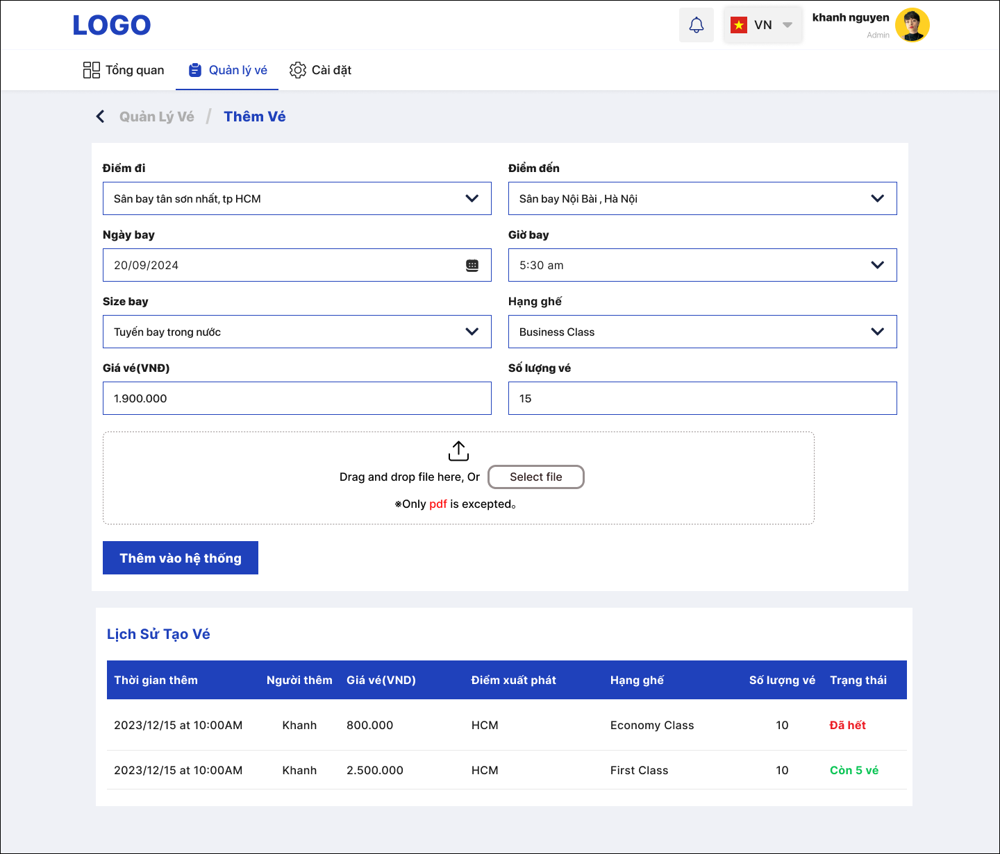 LOGO
VN
khanh nguyen
Admin
Tổng quan
Quản lý vé
Cài đặt
Quản Lý Vé / Thêm Vé
Điểm đi
Điểm đến
Sân bay tân sơn nhất, tp HCM
Sân bay Nội Bài , Hà Nội
Ngày bay
Giờ bay
20/09/2024
5:30 am
Size bay
Hạng ghế
Tuyến bay trong nước
Business Class
Giá vé(VNĐ)
Số lượng vé
1.900.000
15
Drag and drop file here, Or
Select file
※Only pdf is excepted。
Thêm vào hệ thống
Lịch Sử Tạo Vé
Thời gian thêm Người thêm Giá vé(VND) Điểm xuất phát Hạng ghế Số lượng vé Trạng thái
2023/12/15 at 10:00AM Khanh 800.000 HCM Economy Class 10 Đã hết
2023/12/15 at 10:00AM Khanh 2.500.000 HCM First Class 10 Còn 5 vé